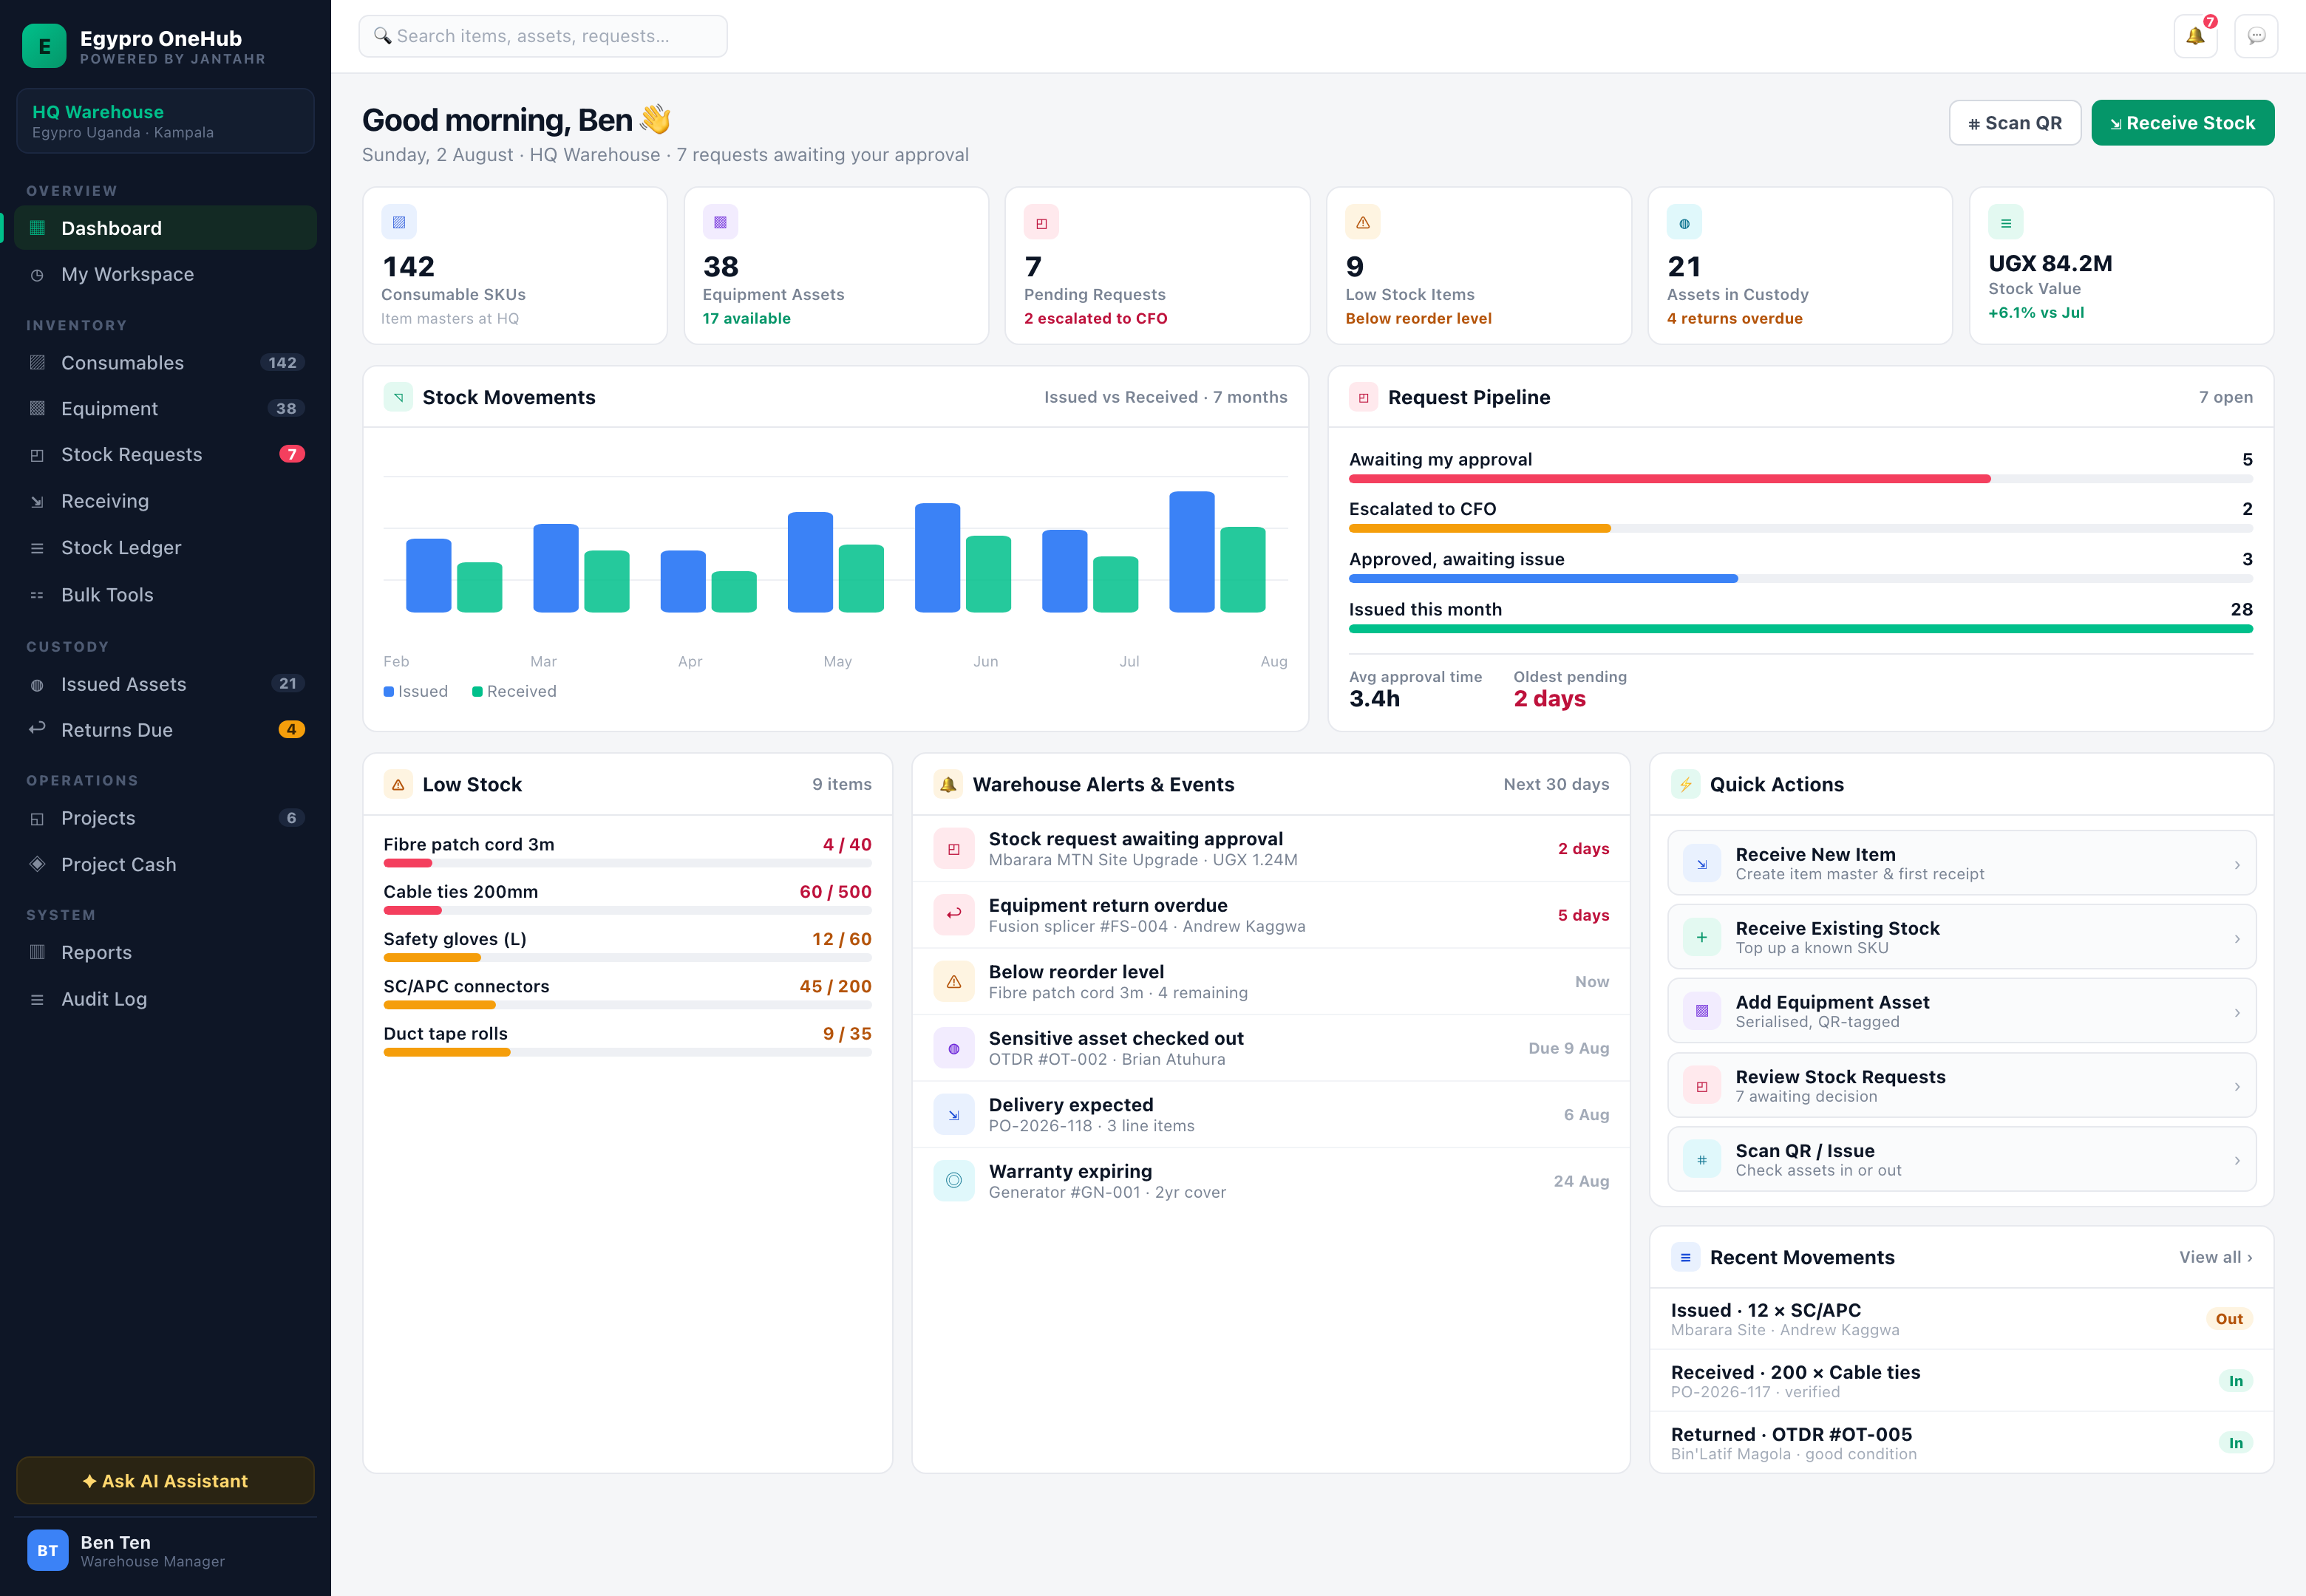 E
Egypro OneHub
POWERED BY JANTAHR
HQ Warehouse
Egypro Uganda · Kampala
OVERVIEW
Dashboard
My Workspace
INVENTORY
Consumables 142
Equipment 38
Stock Requests 7
Receiving
Stock Ledger
Bulk Tools
CUSTODY
Issued Assets 21
Returns Due 4
OPERATIONS
Projects 6
Project Cash
SYSTEM
Reports
Audit Log
✦ Ask AI Assistant
BT
Ben Ten
Warehouse Manager
Search items, assets, requests...
7
Good morning, Ben 👋
Sunday, 2 August · HQ Warehouse · 7 requests awaiting your approval
# Scan QR
Receive Stock
142
Consumable SKUs
Item masters at HQ
38
Equipment Assets
17 available
7
Pending Requests
2 escalated to CFO
9
Low Stock Items
Below reorder level
21
Assets in Custody
4 returns overdue
UGX 84.2M
Stock Value
+6.1% vs Jul
Stock Movements
Issued vs Received · 7 months
Feb Mar Apr May Jun Jul Aug
Issued Received
Request Pipeline
7 open
Awaiting my approval 5
Escalated to CFO 2
Approved, awaiting issue 3
Issued this month 28
Avg approval time
3.4h
Oldest pending
2 days
Low Stock
9 items
Fibre patch cord 3m 4 / 40
Cable ties 200mm 60 / 500
Safety gloves (L) 12 / 60
SC/APC connectors 45 / 200
Duct tape rolls 9 / 35
Warehouse Alerts & Events
Next 30 days
Stock request awaiting approval
Mbarara MTN Site Upgrade · UGX 1.24M
2 days
Equipment return overdue
Fusion splicer #FS-004 · Andrew Kaggwa
5 days
Below reorder level
Fibre patch cord 3m · 4 remaining
Now
Sensitive asset checked out
OTDR #OT-002 · Brian Atuhura
Due 9 Aug
Delivery expected
PO-2026-118 · 3 line items
6 Aug
Warranty expiring
Generator #GN-001 · 2yr cover
24 Aug
Quick Actions
Receive New Item
Create item master & first receipt
Receive Existing Stock
Top up a known SKU
Add Equipment Asset
Serialised, QR-tagged
Review Stock Requests
7 awaiting decision
Scan QR / Issue
Check assets in or out
Recent Movements
View all ›
Issued · 12 × SC/APC
Mbarara Site · Andrew Kaggwa
Out
Received · 200 × Cable ties
PO-2026-117 · verified
In
Returned · OTDR #OT-005
Bin'Latif Magola · good condition
In